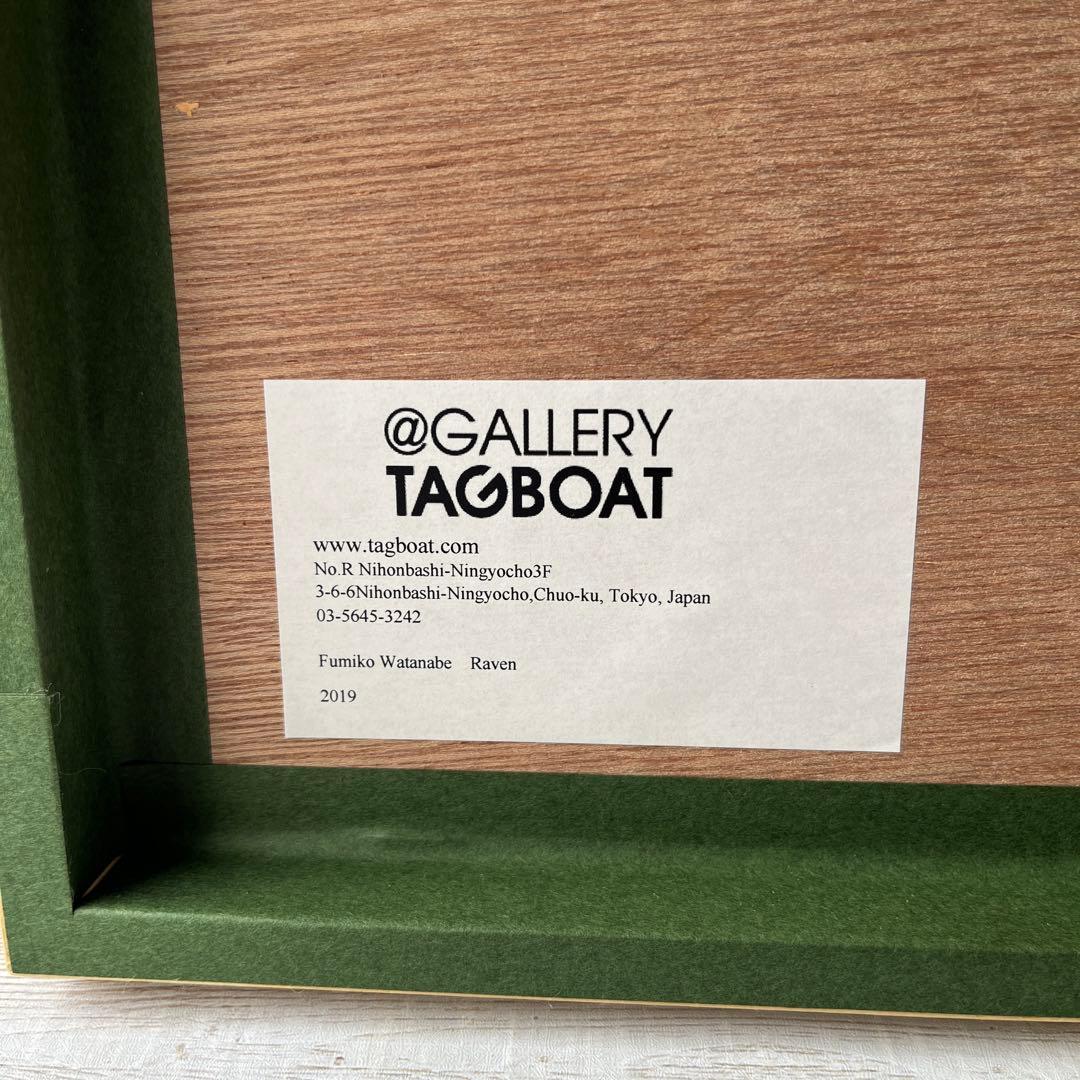 @GALLERY
TAGBOAT
www.tagboat.com
No.R Nihonbashi-Ningyocho3F
3-6-6Nihonbashi-Ningyocho,Chuo-ku, Tokyo, Japan
03-5645-3242
Fumiko Watanabe Raven
2019